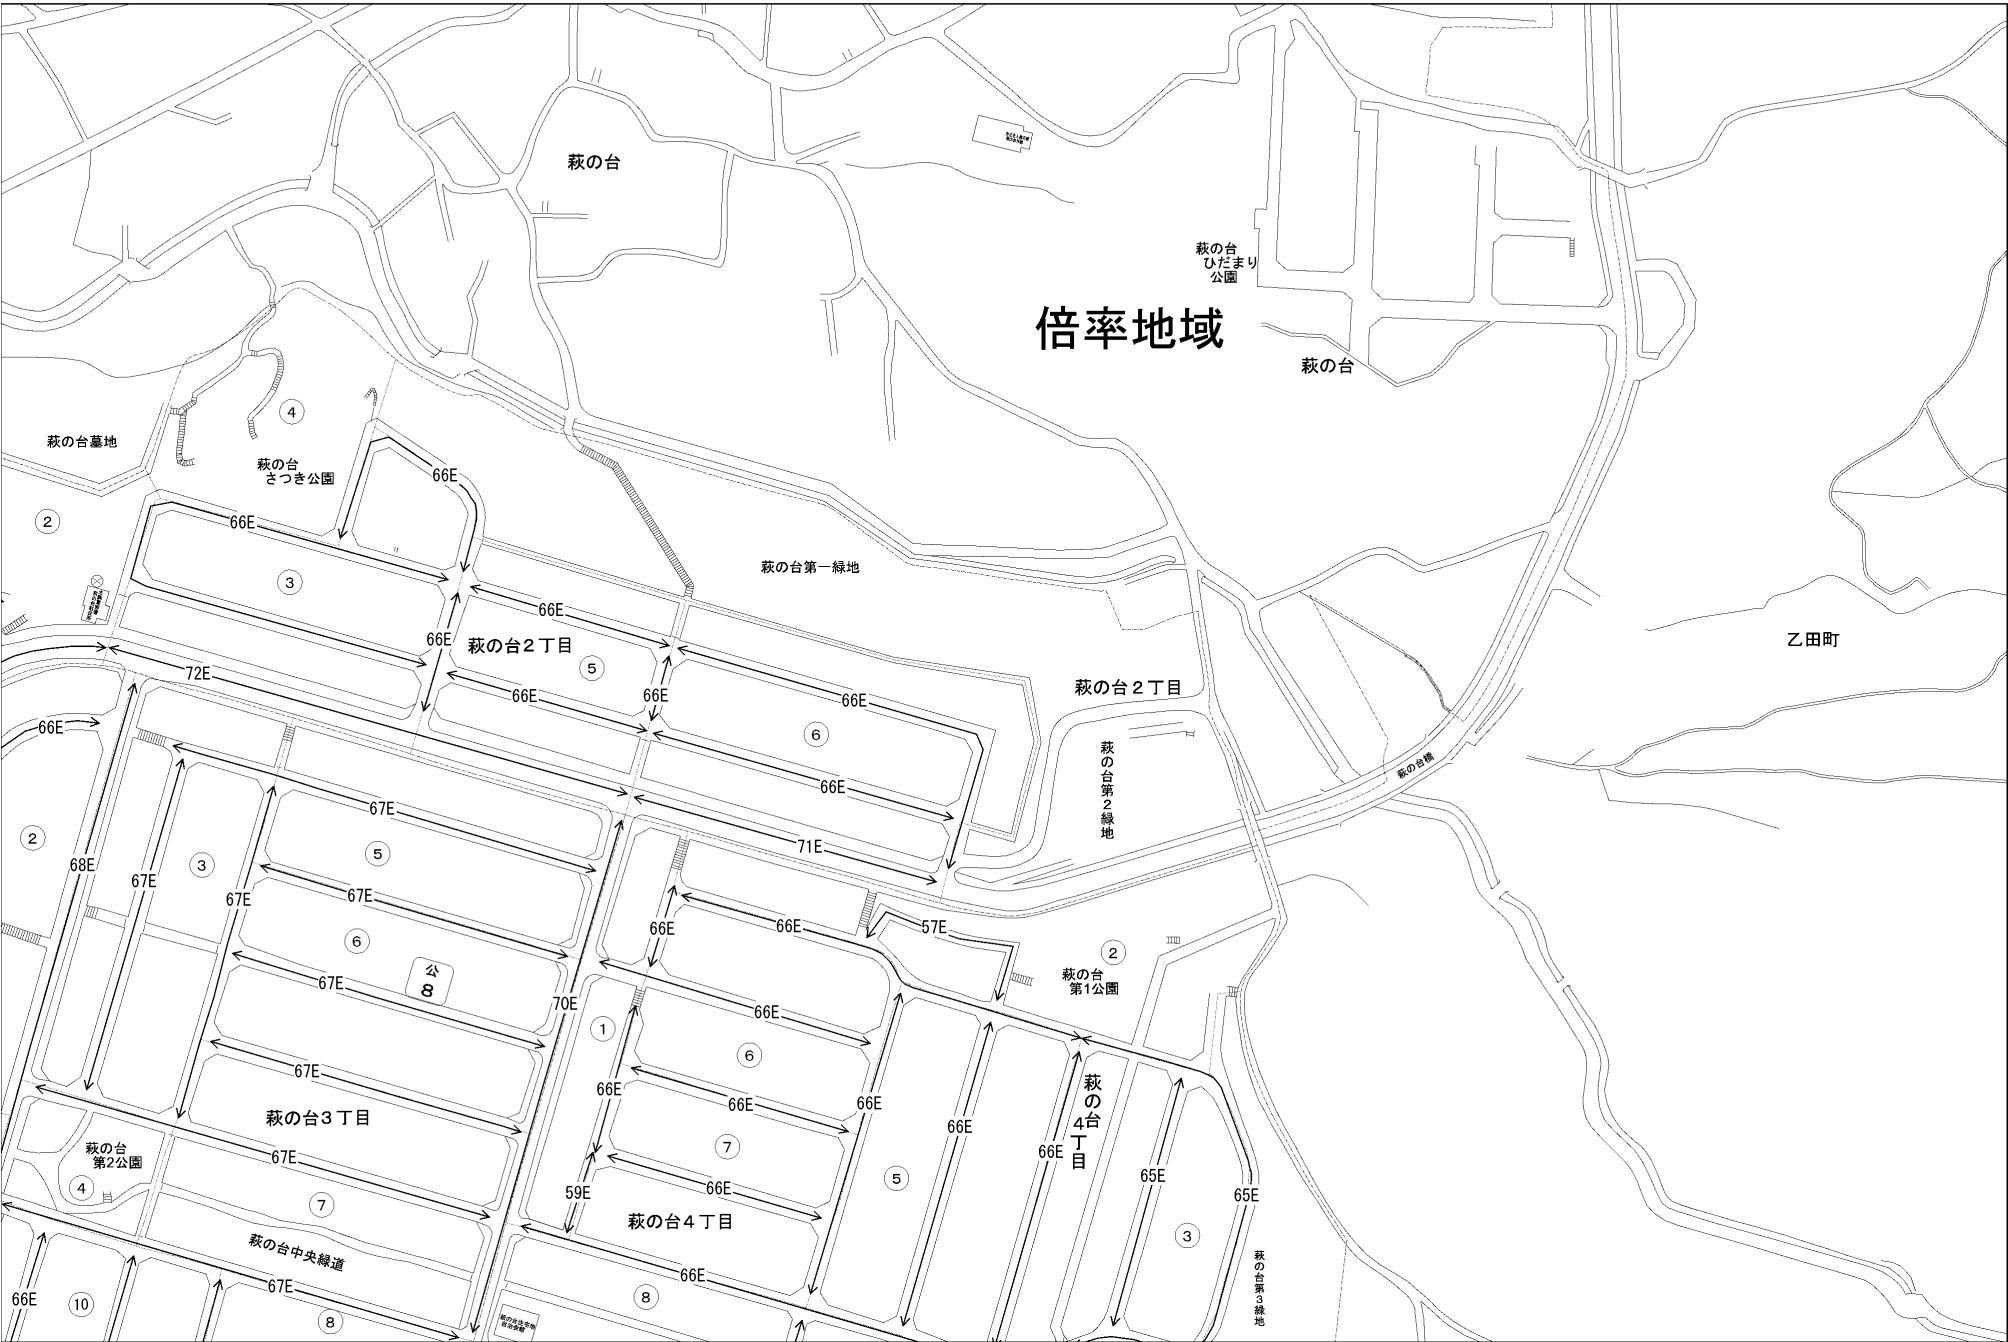 萩の台
萩の台
ひだまり
公園
倍率地域
萩の台
④
萩の台墓地
萩の台
さつき公園
66E
66E
②
萩の台第一緑地
③
66E
66E
萩の台2丁目
⑤
乙田町
72E
66E
66E
66E
萩の台2丁目
66E
⑥
萩の台第2緑地
萩の台橋
66E
67E
66E
②
68E
67E
③
⑤
71E
67E
67E
66E
66E
57E
⑥
②
公
8
67E
萩の台
第1公園
70E
①
66E
⑥
67E
66E
66E
66E
萩の台4丁目
萩の台3丁目
66E
66E
萩の台
第2公園
④
67E
⑦
⑤
65E
65E
59E
66E
⑦
萩の台4丁目
③
萩の台中央緑道
萩の台第3緑地
66E
67E
66E
⑩
⑧
⑧